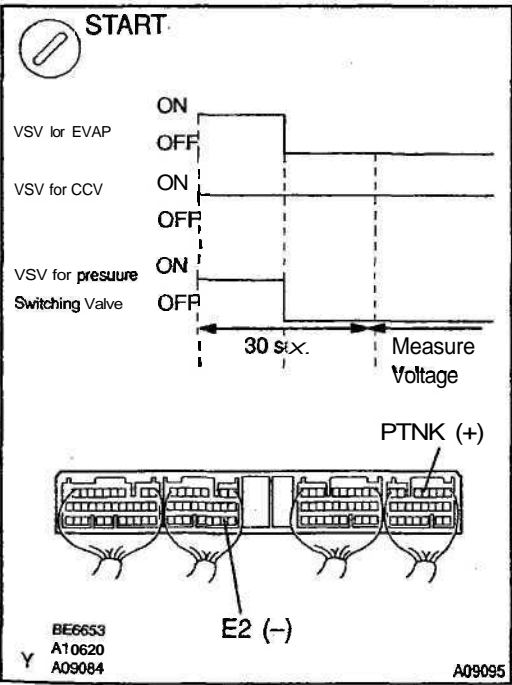 START
ON
VSV lor EVAP
OFF
VSV for CCV
ON
OFF
ON
VSV for presuure
Switching Valve
OFF
30
Measure
Voltage
PTNK (+)
E2 (–)
BE6653
A10620
Y A09084
A09095